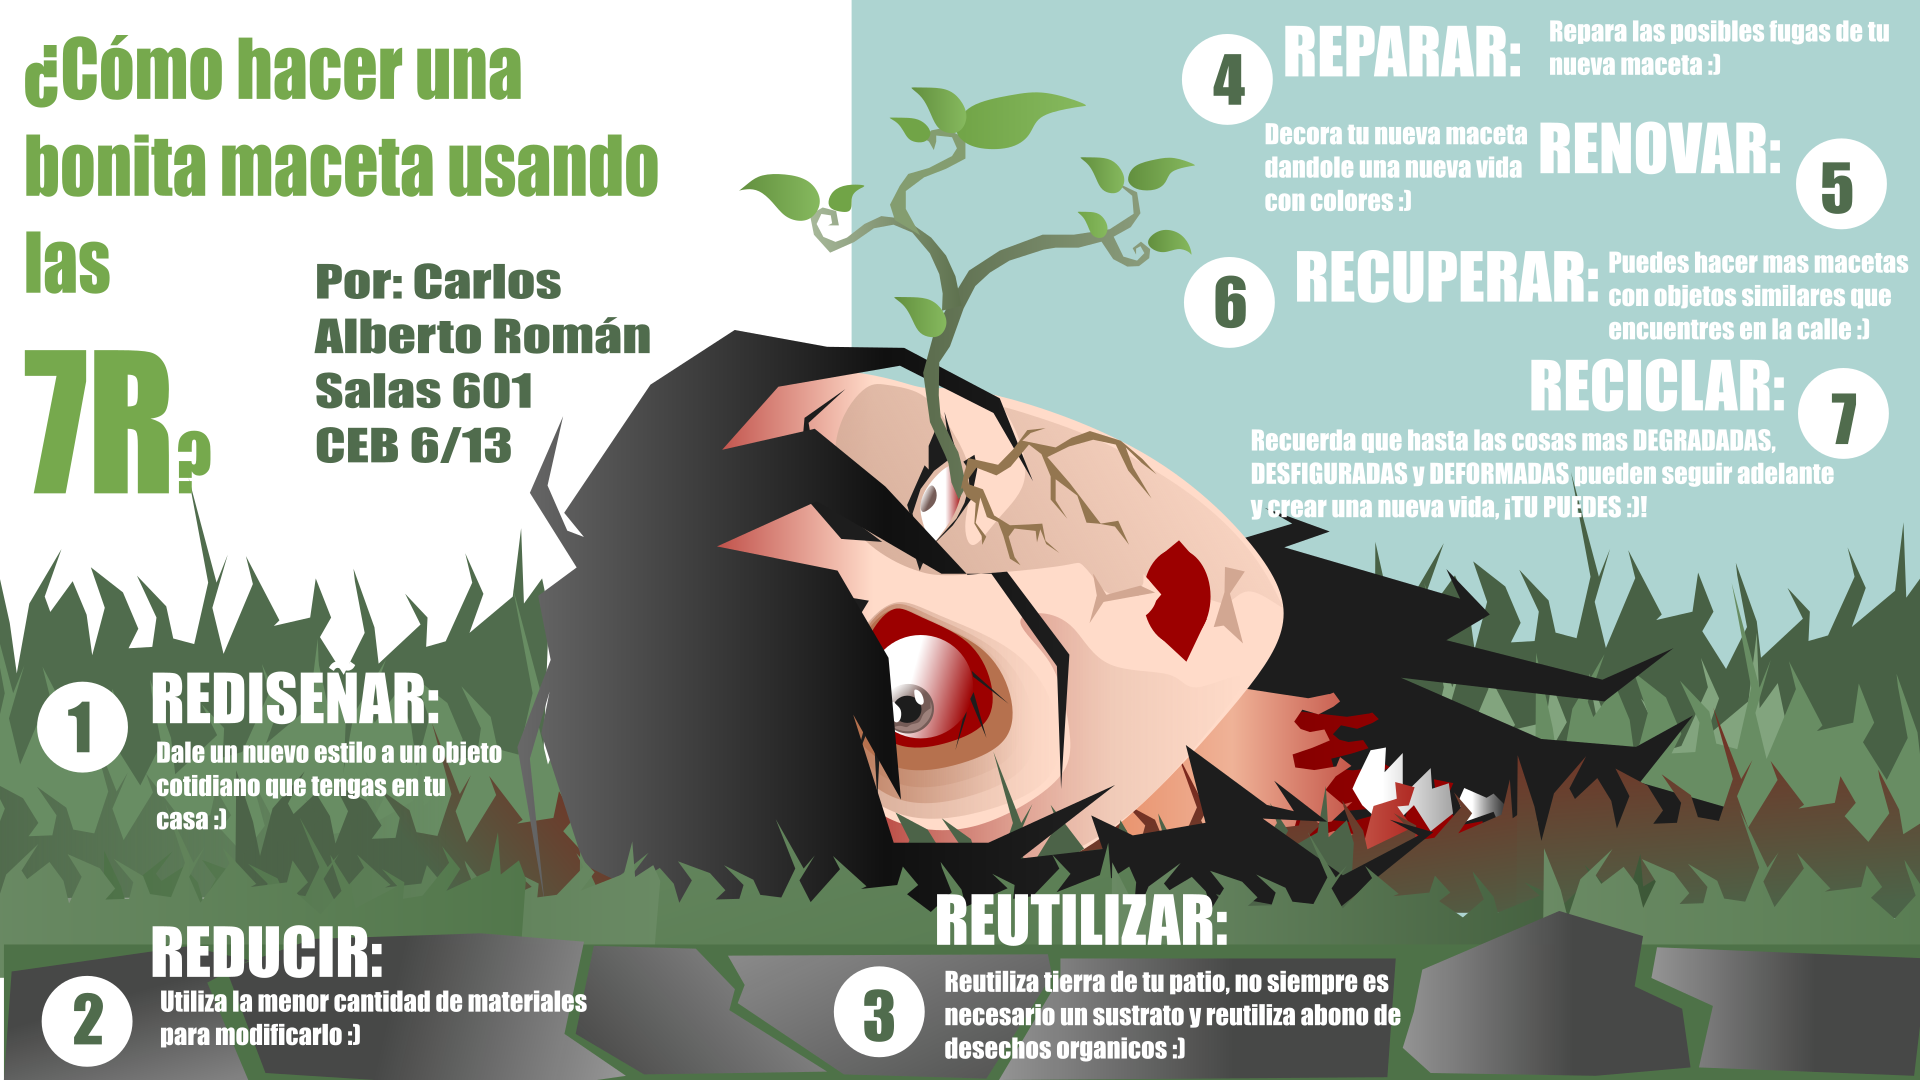 ¿Cómo hacer una
bonita maceta usando
las
7R?
Por: Carlos
Alberto Román
Salas 601
CEB 6/13
1
REDISEÑAR:
Dale un nuevo estilo a un objeto
cotidiano que tengas en tu
casa :)
2
REDUCIR:
Utiliza la menor cantidad de materiales
para modificarlo :)
3
REUTILIZAR:
Reutiliza tierra de tu patio, no siempre es
necesario un sustrato y reutiliza abono de
desechos organicos :)
4
REPARAR:
Repara las posibles fugas de tu
nueva maceta :)
5
RENOVAR:
Decora tu nueva maceta
dandole una nueva vida
con colores :)
6
RECUPERAR:
Puedes hacer mas macetas
con objetos similares que
encuentres en la calle :)
7
RECICLAR:
Recuerda que hasta las cosas mas DEGRADADAS,
DESFIGURADAS y DEFORMADAS pueden seguir adelante
y crear una nueva vida, ¡TU PUEDES :)!